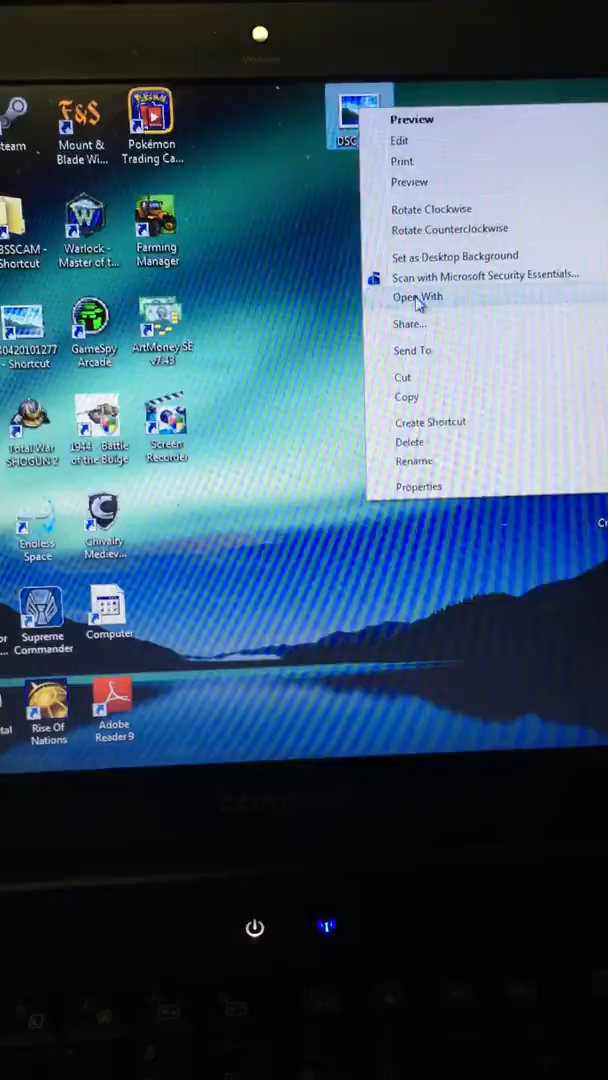 steam
Mount &
Blade Wi...
Pokémon
Trading Ca...
DSC
Preview
Edit
Print
Preview
Rotate Clockwise
Rotate Counterclockwise
Set as Desktop Background
Scan with Microsoft Security Essentials...
Open With
Share...
Send To
Cut
Copy
Create Shortcut
Delete
Rename
Properties
BSSCAM -
Shortcut
Warlock -
Master of t...
Farming
Manager
30420101277
- Shortcut
GameSpy
Arcade
ArtMoney SE
v7.43
Total War
SHOGUN 2
1944 - Battle
of the Bulge
Screen
Recorder
Endless
Space
Chivalry
Mediev...
Supreme
Commander
Computer
Rise Of
Nations
Adobe
Reader 9